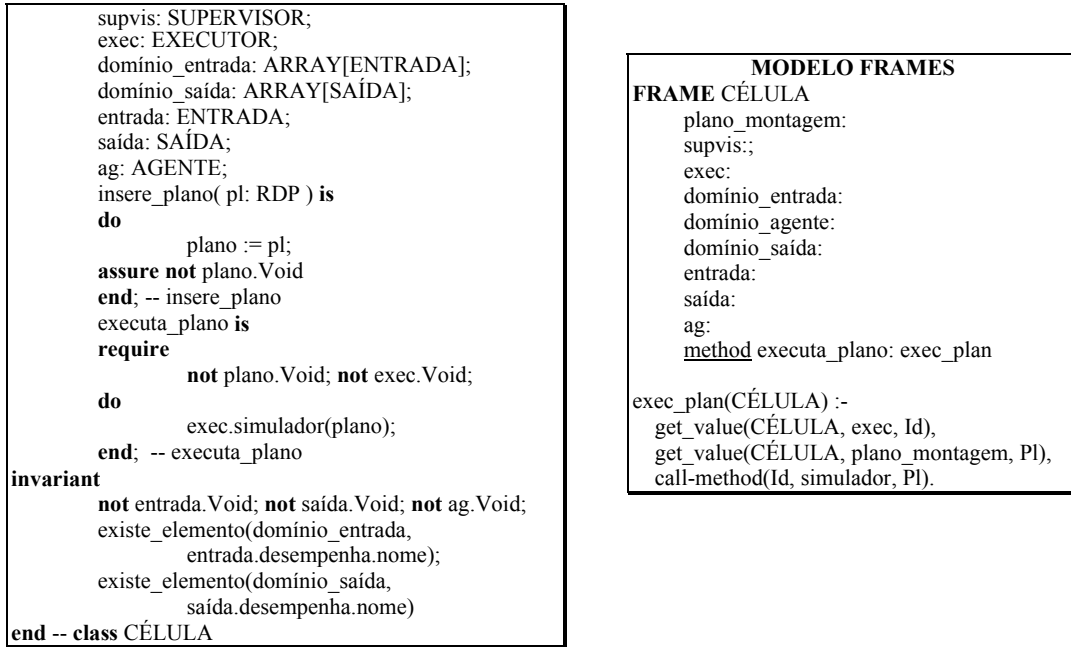 supvis: SUPERVISOR;
exec: EXECUTOR;
domínio_entrada: ARRAY[ENTRADA];
domínio_saída: ARRAY[SAÍDA];
entrada: ENTRADA;
saída: SAÍDA;
ag: AGENTE;
insere_plano( pl: RDP ) is
do
plano := pl;
assure not plano.Void
end; -- insere_plano
executa_plano is
require
not plano.Void; not exec.Void;
do
exec.simulador(plano);
end; -- executa_plano
invariant
not entrada.Void; not saída.Void; not ag.Void;
existe_elemento(domínio_entrada,
entrada.desempenha.nome);
existe_elemento(domínio_saída,
saída.desempenha.nome)
end -- class CÉLULA
MODELO FRAMES
FRAME CÉLULA
plano_montagem:
supvis:;
exec:
domínio_entrada:
domínio_agente:
domínio_saída:
entrada:
saída:
ag:
method executa_plano: exec_plan
exec_plan(CÉLULA) :-
get_value(CÉLULA, exec, Id),
get_value(CÉLULA, plano_montagem, Pl),
call-method(Id, simulador, Pl).